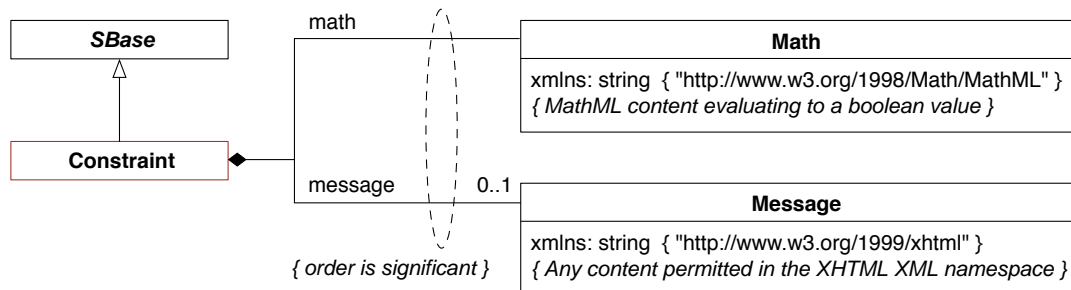 SBase
Constraint
math
Math
xmlns: string { "http://www.w3.org/1998/Math/MathML" }
{ MathML content evaluating to a boolean value }
message
0..1
Message
xmlns: string { "http://www.w3.org/1999/xhtml" }
{ Any content permitted in the XHTML XML namespace }
{ order is significant }